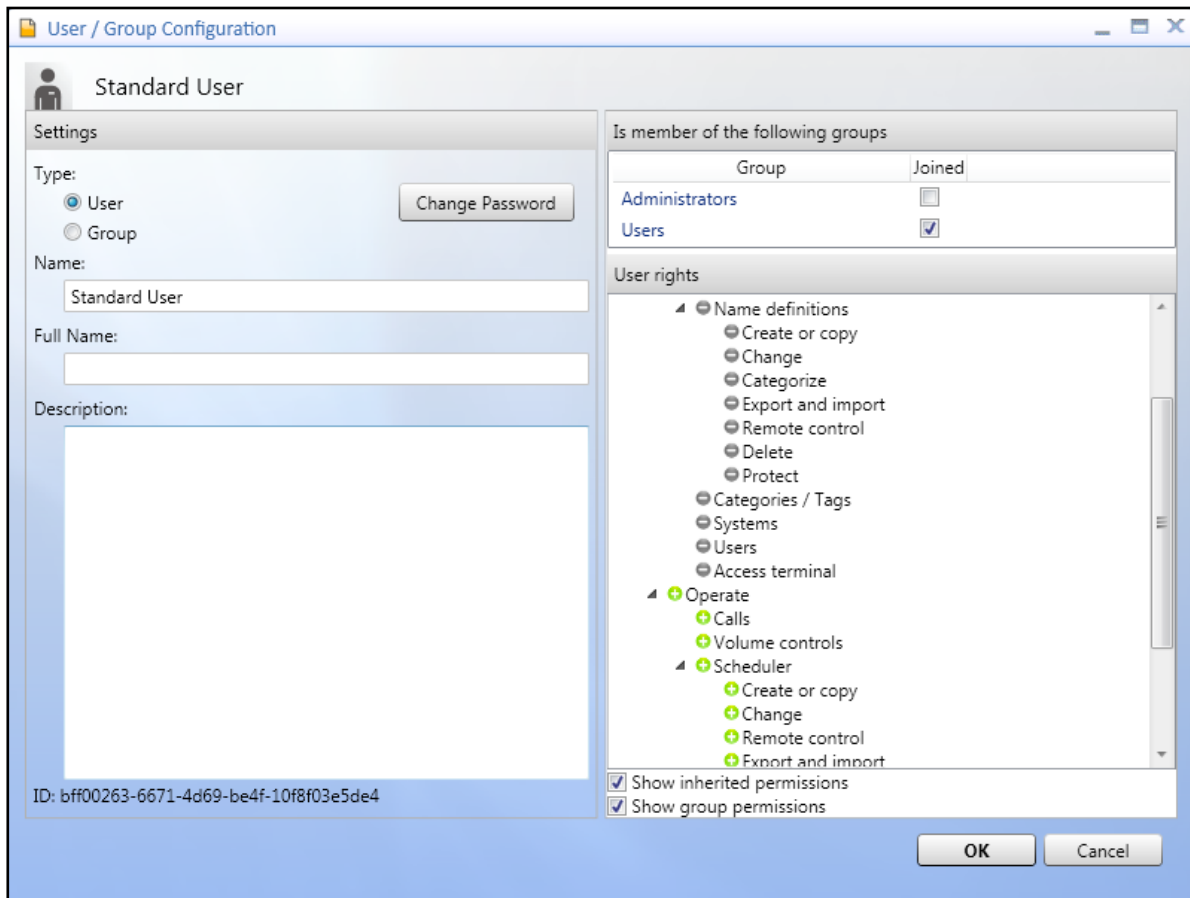 User / Group Configuration
Standard User
Settings
Type:
User
Change Password
Group
Name:
Standard User
Full Name:
Description:
ID: bff00263-6671-4d69-be4f-10f8f03e5de4
Is member of the following groups
Group Joined
Administrators
Users
User rights
Name definitions
Create or copy
Change
Categorize
Export and import
Remote control
Delete
Protect
Categories / Tags
Systems
Users
Access terminal
Operate
Calls
Volume controls
Scheduler
Create or copy
Change
Remote control
Export and import
Show inherited permissions
Show group permissions
OK Cancel